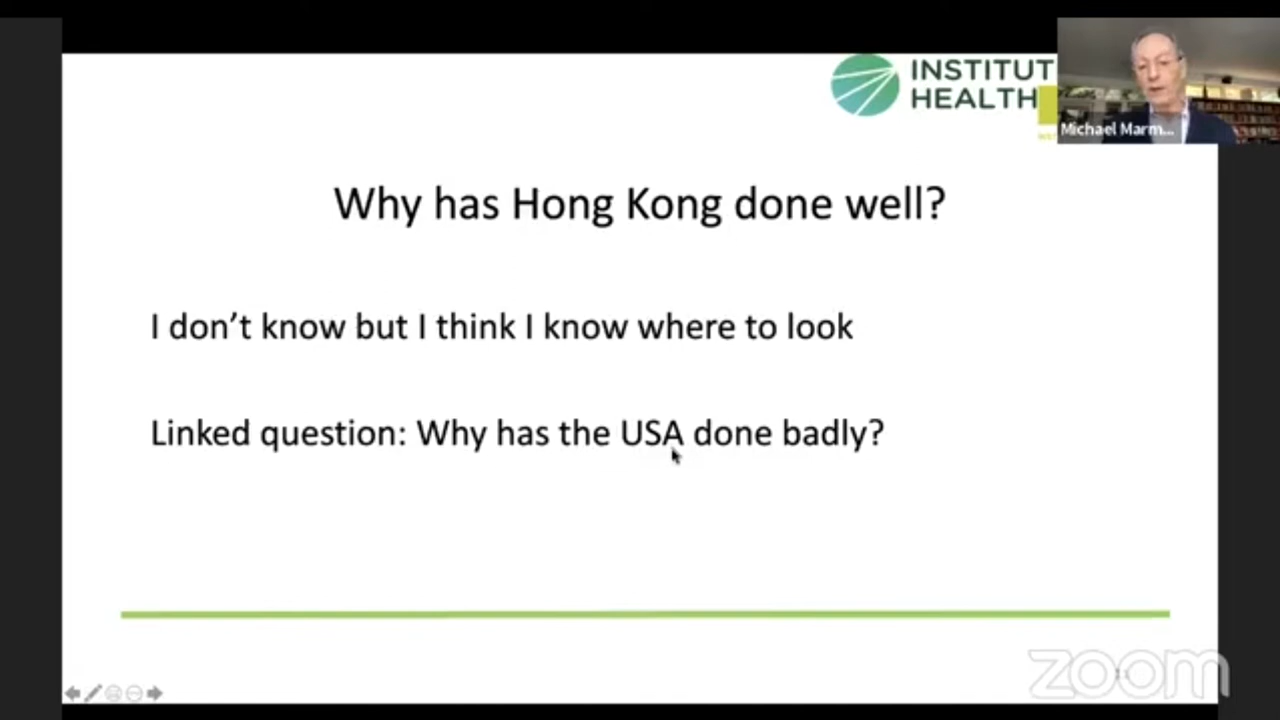 INSTITUT
HEALTH
Michael Marm...
Why has Hong Kong done well?
I don’t know but I think I know where to look
Linked question: Why has the USA done badly?
zoom